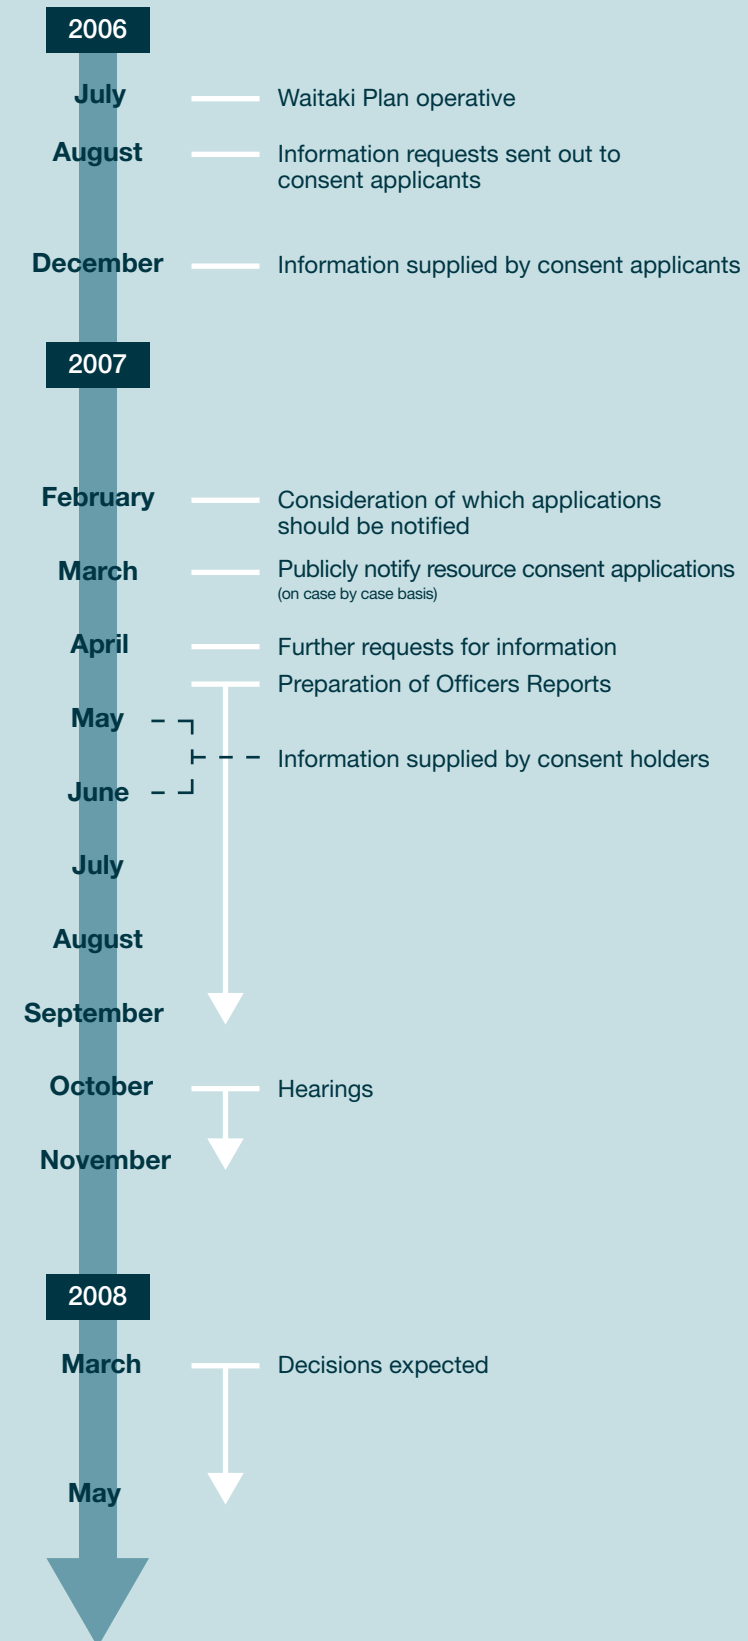 2006
July
Waitaki Plan operative
August
Information requests sent out to
consent applicants
December
Information supplied by consent applicants
2007
February
Consideration of which applications
should be notified
March
Publicly notify resource consent applications
(on case by case basis)
April
Further requests for information
Preparation of Officers Reports
May
Information supplied by consent holders
June
July
August
September
October
Hearings
November
2008
March
Decisions expected
May